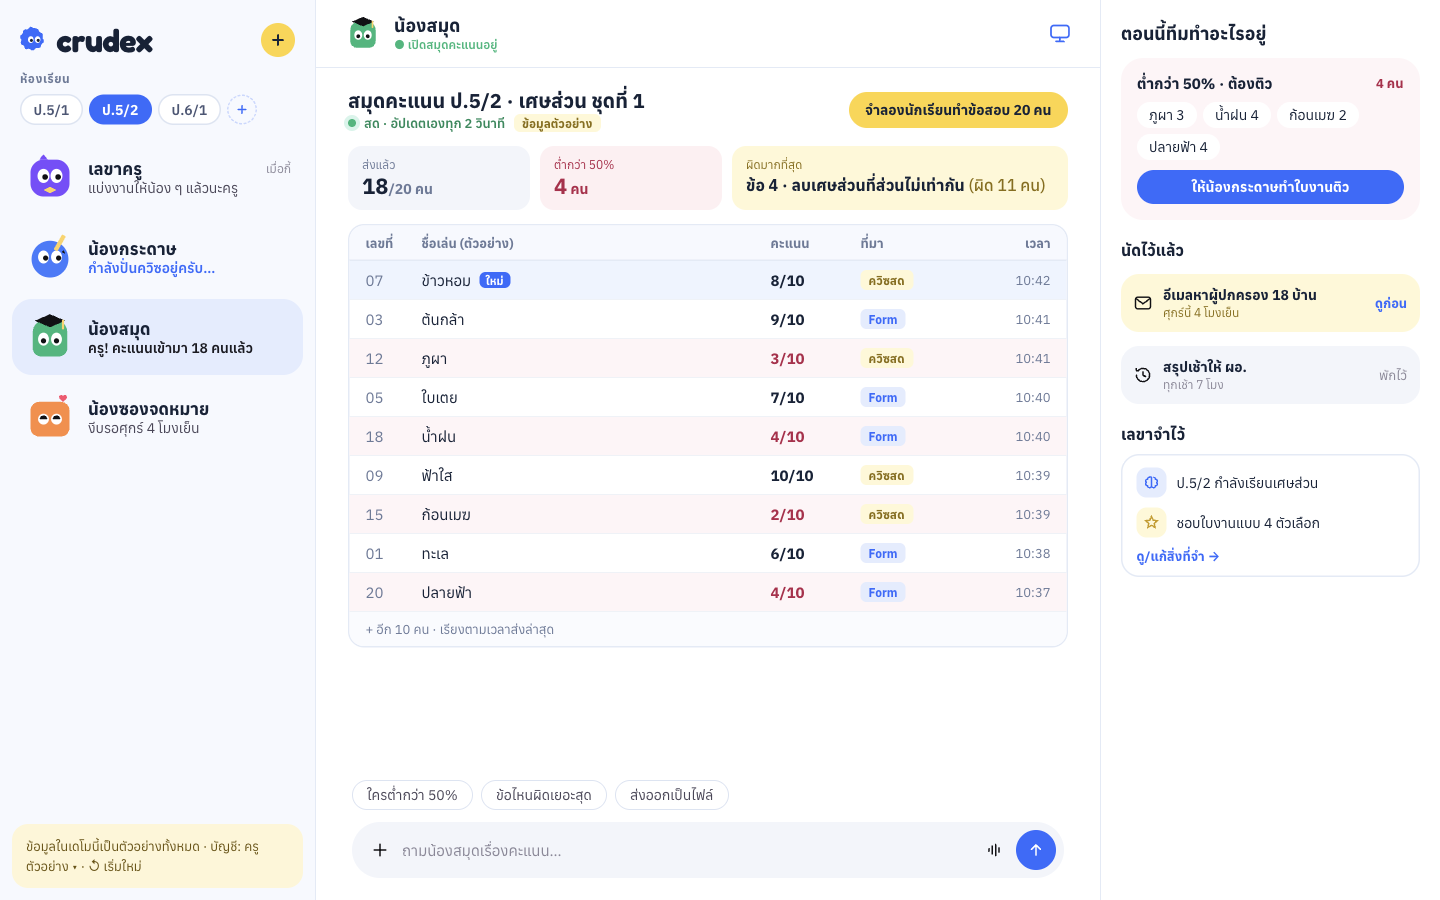 crudex
+
ห้องเรียน
ป.5/1
ป.5/2
ป.6/1
+
เลขาครู
เมื่อกี้
แบ่งงานให้น้อง ๆ แล้วนะครู
น้องกระดาษ
กำลังปั่นควิซอยู่ครับ...
น้องสมุด
ครู! คะแนนเข้ามา 18 คนแล้ว
น้องซองจดหมาย
งีบรอศุกร์ 4 โมงเย็น
ข้อมูลในเดโมนี้เป็นตัวอย่างทั้งหมด · บัญชี: ครู
ตัวอย่าง ▾ · ↺ เริ่มใหม่
น้องสมุด
เปิดสมุดคะแนนอยู่
สมุดคะแนน ป.5/2 · เศษส่วน ชุดที่ 1
สด · อัปเดตเองทุก 2 วินาที
ข้อมูลตัวอย่าง
จำลองนักเรียนทำข้อสอบ 20 คน
ส่งแล้ว
18/20 คน
ต่ำกว่า 50%
4 คน
ผิดมากที่สุด
ข้อ 4 · ลบเศษส่วนที่ส่วนไม่เท่ากัน (ผิด 11 คน)
เลขที่ ชื่อเล่น (ตัวอย่าง) คะแนน ที่มา เวลา
07 ข้าวหอม ใหม่ 8/10 ควิซสด 10:42
03 ต้นกล้า 9/10 Form 10:41
12 ภูผา 3/10 ควิซสด 10:41
05 ใบเตย 7/10 Form 10:40
18 น้ำฝน 4/10 Form 10:40
09 ฟ้าใส 10/10 ควิซสด 10:39
15 ก้อนเมฆ 2/10 ควิซสด 10:39
01 ทะเล 6/10 Form 10:38
20 ปลายฟ้า 4/10 Form 10:37
+ อีก 10 คน · เรียงตามเวลาส่งล่าสุด
ใครต่ำกว่า 50%
ข้อไหนผิดเยอะสุด
ส่งออกเป็นไฟล์
ถามน้องสมุดเรื่องคะแนน...
ตอนนี้ทีมทำอะไรอยู่
ต่ำกว่า 50% · ต้องติว
4 คน
ภูผา 3
น้ำฝน 4
ก้อนเมฆ 2
ปลายฟ้า 4
ให้น้องกระดาษทำใบงานติว
นัดไว้แล้ว
อีเมลหาผู้ปกครอง 18 บ้าน
ศุกร์นี้ 4 โมงเย็น
ดูก่อน
สรุปเช้าให้ ผอ.
ทุกเช้า 7 โมง
พักไว้
เลขาจำไว้
ป.5/2 กำลังเรียนเศษส่วน
ชอบใบงานแบบ 4 ตัวเลือก
ดู/แก้สิ่งที่จำ →